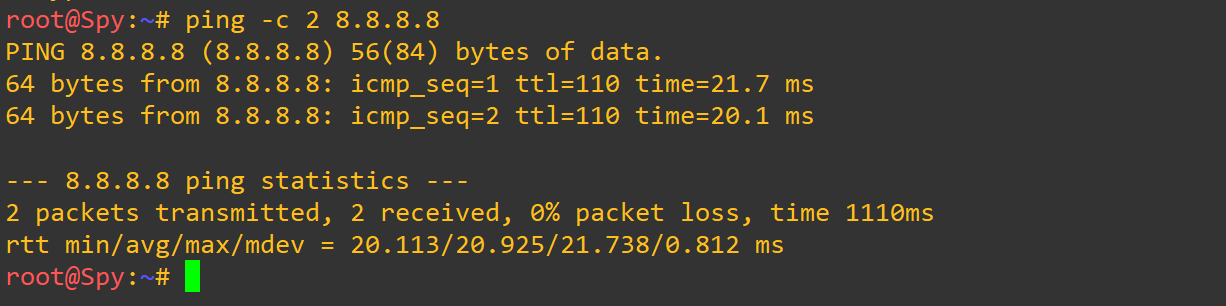 root@Spy:~# ping -c 2 8.8.8.8
PING 8.8.8.8 (8.8.8.8) 56(84) bytes of data.
64 bytes from 8.8.8.8: icmp_seq=1 ttl=110 time=21.7 ms
64 bytes from 8.8.8.8: icmp_seq=2 ttl=110 time=20.1 ms

--- 8.8.8.8 ping statistics ---
2 packets transmitted, 2 received, 0% packet loss, time 1110ms
rtt min/avg/max/mdev = 20.113/20.925/21.738/0.812 ms
root@Spy:~#